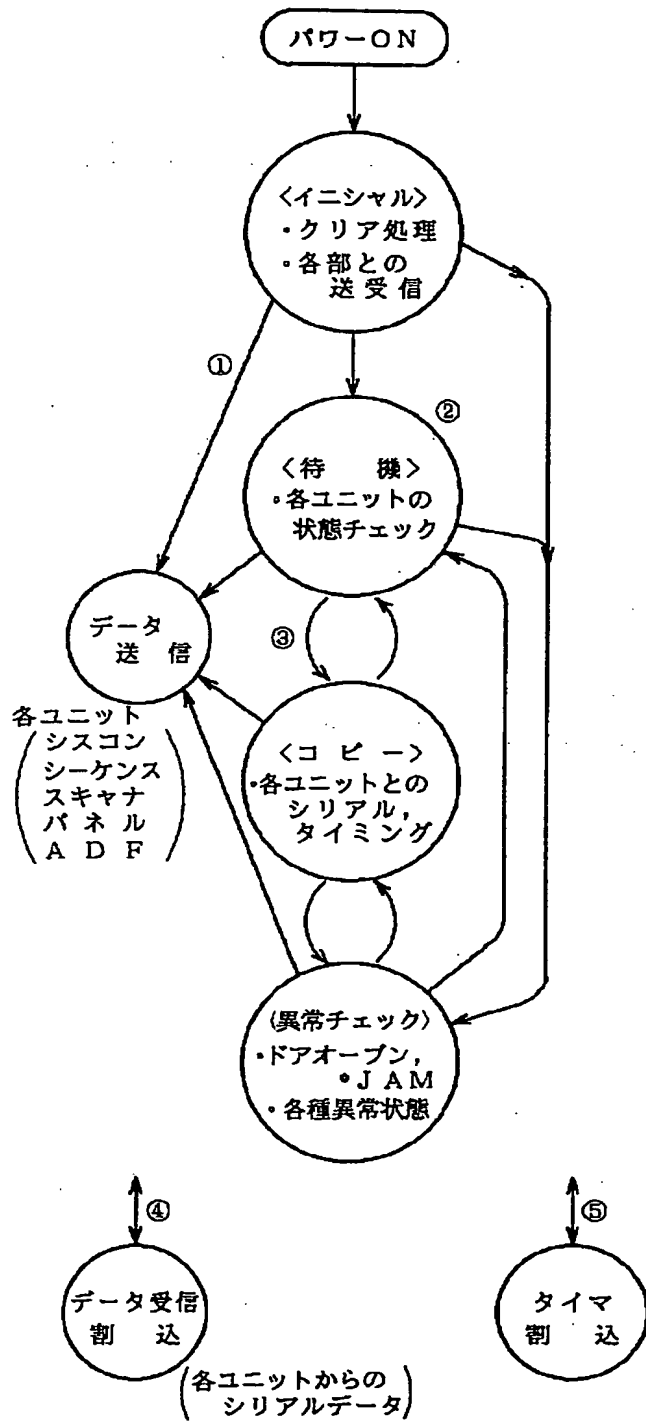 パワーON
〈イニシャル〉
・クリア処理
・各部との
送受信
①
②
〈待 機〉
・各ユニットの
状態チェック
データ
送 信
③
各ユニット
シスコン
シーケンス
スキャナ
パネル
ADF
〈コピー〉
・各ユニットとの
シリアル,
タイミング
〈異常チェック〉
・ドアオープン,
・JAM
・各種異常状態
④
⑤
データ受信
割 込
タイマ
割 込
(各ユニットからの
シリアルデータ)